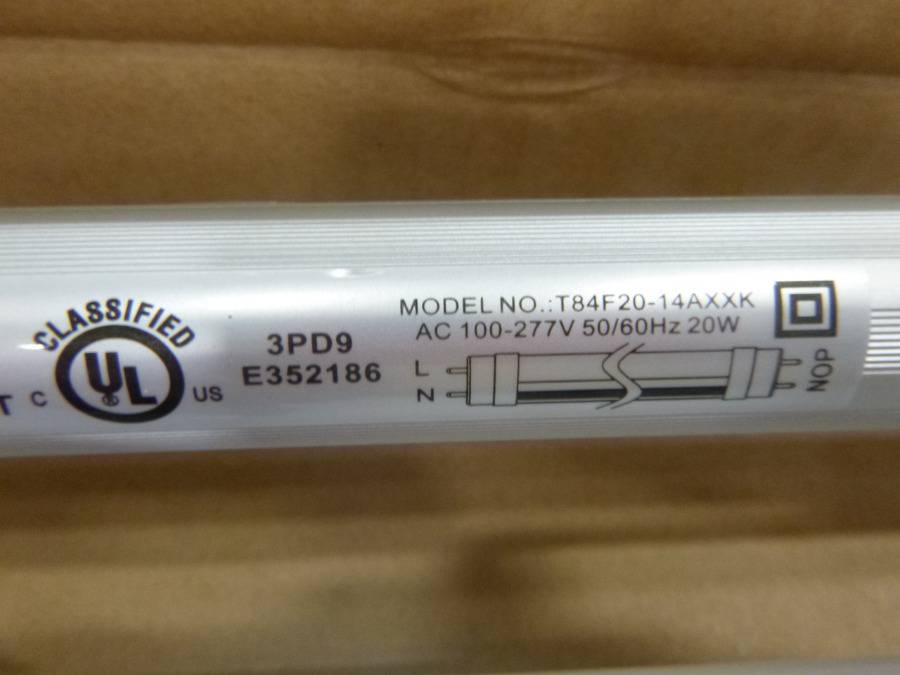 CLASSIFIED
T C UL ® US
3PD9
E352186
MODEL NO.:T84F20-14AXXK
AC 100-277V 50/60Hz 20W
L
N
NOP